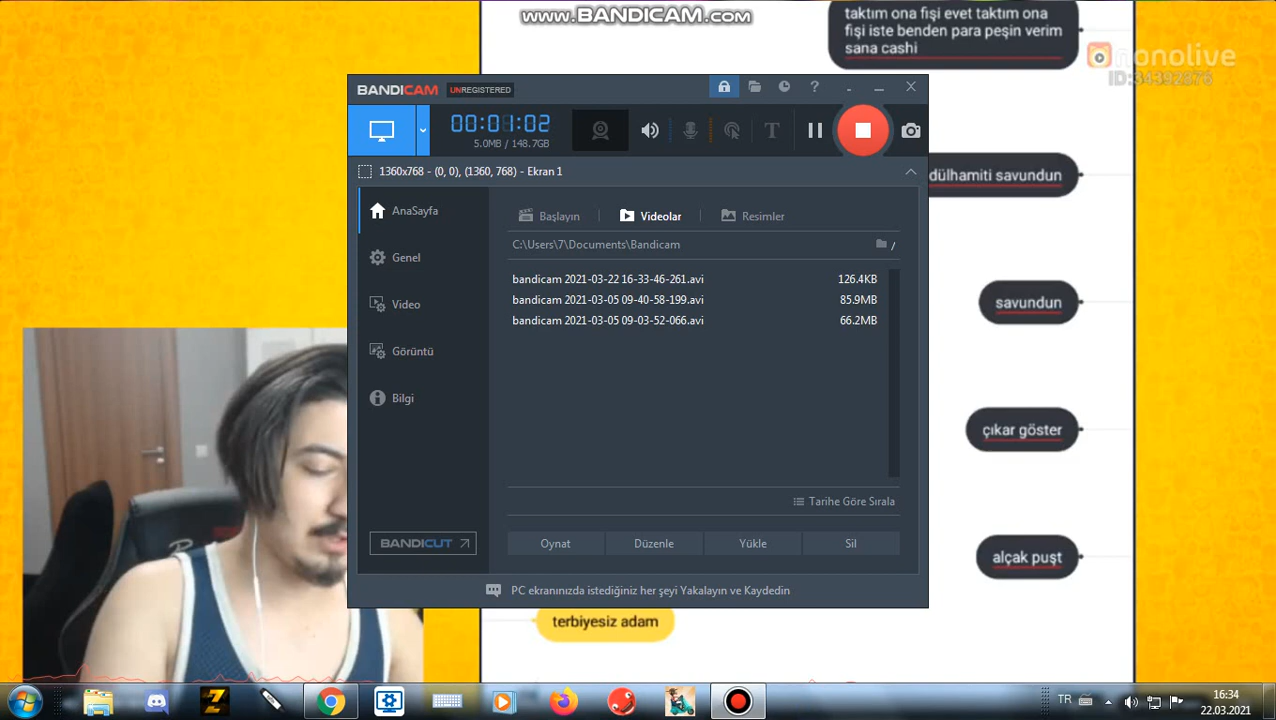 www.BANDICAM.com
taktım ona fişi evet taktım ona
fişi iste benden para peşin verim
sana cashi
nonolive
ID:34392876
BANDICAM UNREGISTERED
00:01:02
5.0MB / 148.7GB
1360x768 - (0, 0), (1360, 768) - Ekran 1
dülhamiti savundun
AnaSayfa
Başlayın
Videolar
Resimler
C:\Users\7\Documents\Bandicam
Genel
bandicam 2021-03-22 16-33-46-261.avi 126.4KB
bandicam 2021-03-05 09-40-58-199.avi 85.9MB
bandicam 2021-03-05 09-03-52-066.avi 66.2MB
Video
savundun
Görüntü
Bilgi
çıkar göster
Tarihe Göre Sırala
BANDICUT
Oynat
Düzenle
Yükle
Sil
alçak puşt
PC ekranınızda istediğiniz her şeyi Yakalayın ve Kaydedin
terbiyesiz adam
TR
16:34
22.03.2021